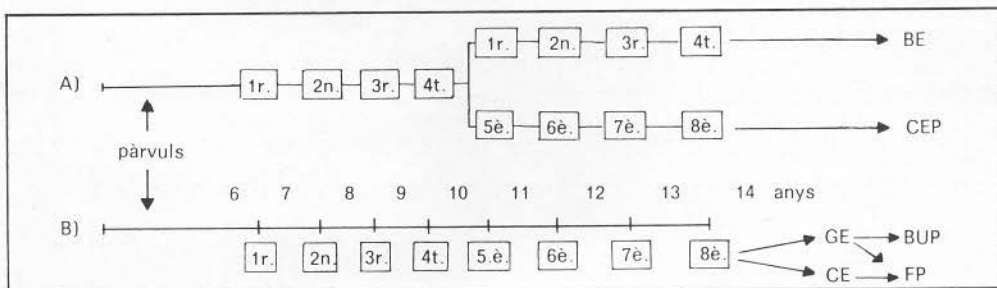 1r. 2n. 3r. 4t. BE
A) 1r. 2n. 3r. 4t.
5è. 6è. 7è. 8è. CEP
pàrvuls
6 7 8 9 10 11 12 13 14 anys
B) GE BUP
1r. 2n. 3r. 4t. 5.è. 6è. 7è. 8è.
CE FP